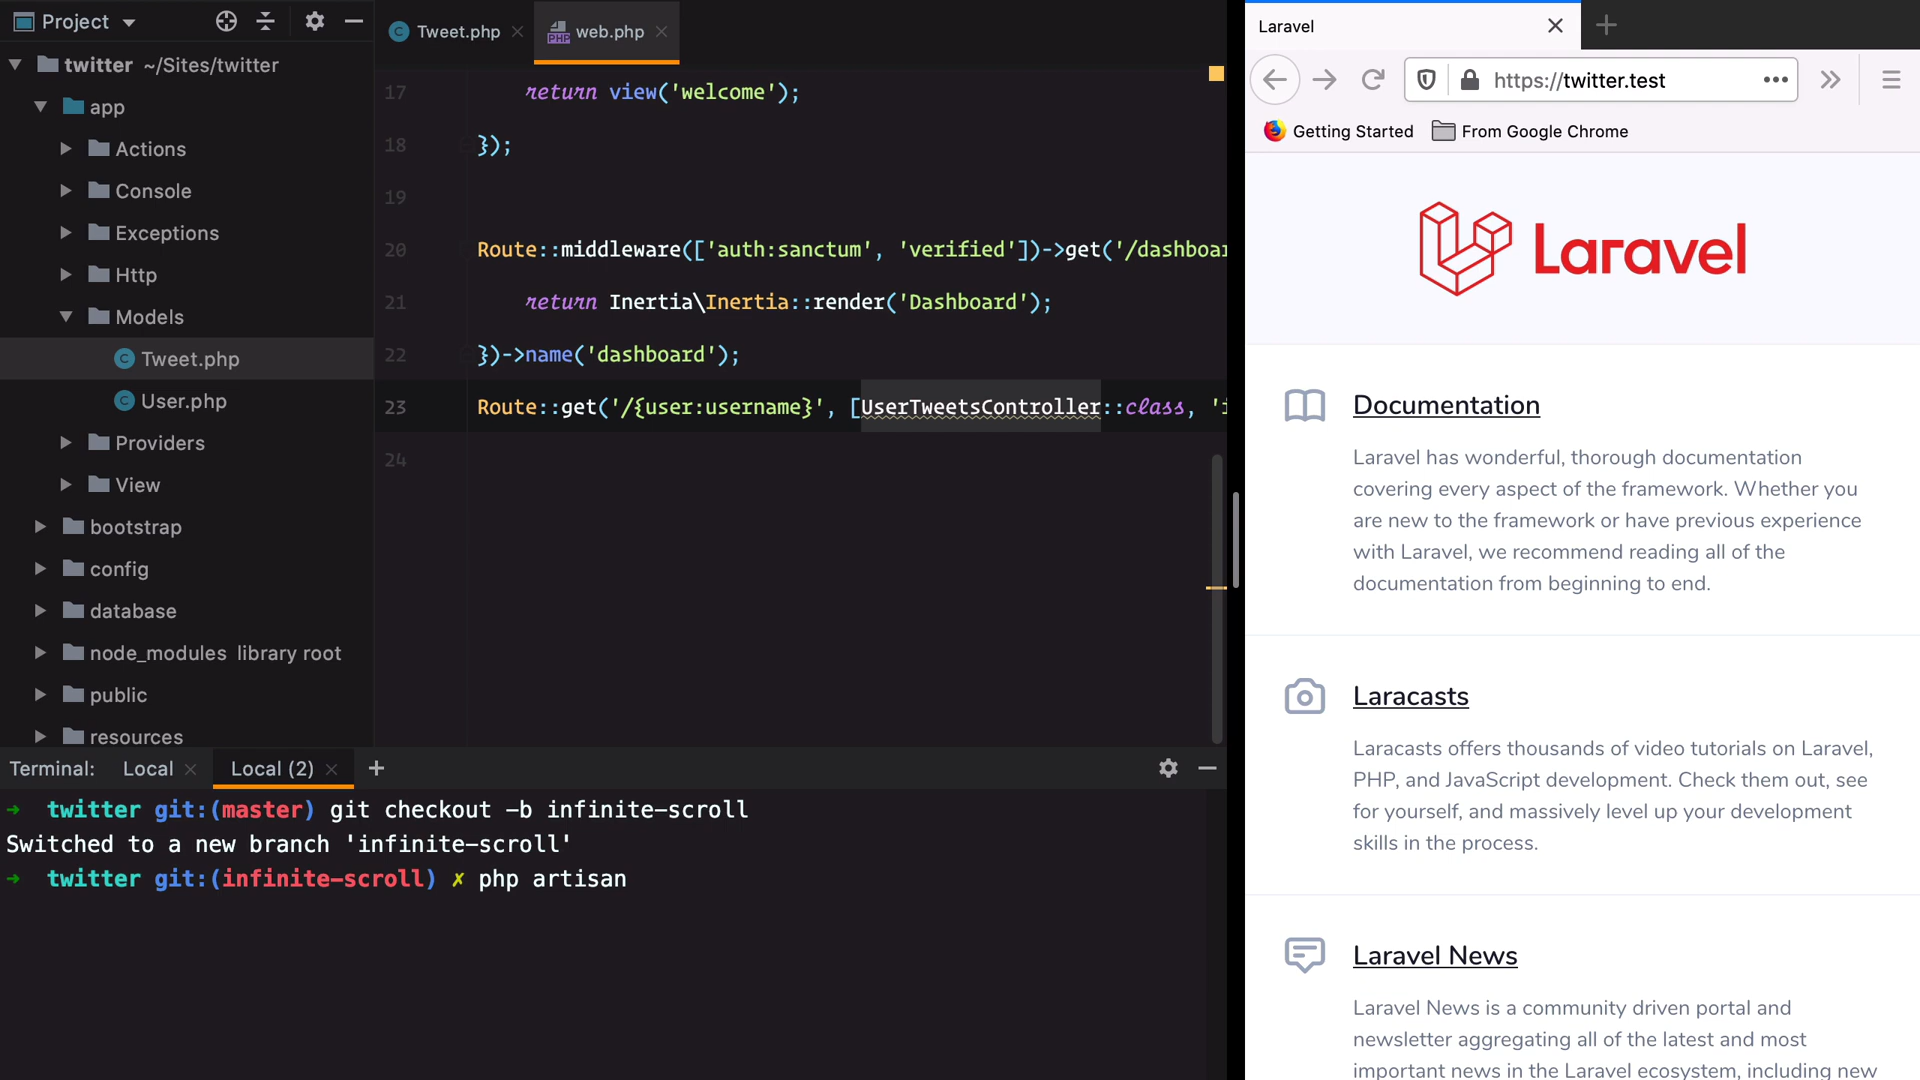 Project
twitter ~/Sites/twitter
app
Actions
Console
Exceptions
Http
Models
Tweet.php
User.php
Providers
View
bootstrap
config
database
node_modules library root
public
resources
Tweet.php
web.php
17 return view('welcome');
18 });
19
20 Route::middleware(['auth:sanctum', 'verified'])->get('/dashboar
21 return Inertia\Inertia::render('Dashboard');
22 })->name('dashboard');
23 Route::get('/{user:username}', [UserTweetsController::class, 'i
24
Terminal: Local Local (2) +
➜ twitter git:(master) git checkout -b infinite-scroll
Switched to a new branch 'infinite-scroll'
➜ twitter git:(infinite-scroll) ✗ php artisan
Laravel
https://twitter.test
Getting Started From Google Chrome
Laravel
Documentation
Laravel has wonderful, thorough documentation
covering every aspect of the framework. Whether you
are new to the framework or have previous experience
with Laravel, we recommend reading all of the
documentation from beginning to end.
Laracasts
Laracasts offers thousands of video tutorials on Laravel,
PHP, and JavaScript development. Check them out, see
for yourself, and massively level up your development
skills in the process.
Laravel News
Laravel News is a community driven portal and
newsletter aggregating all of the latest and most
important news in the Laravel ecosystem, including new